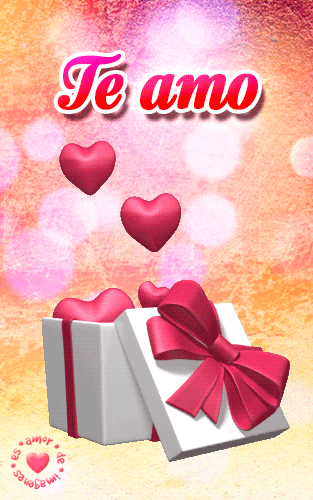 Te amo
imagenes • es • amor • de •